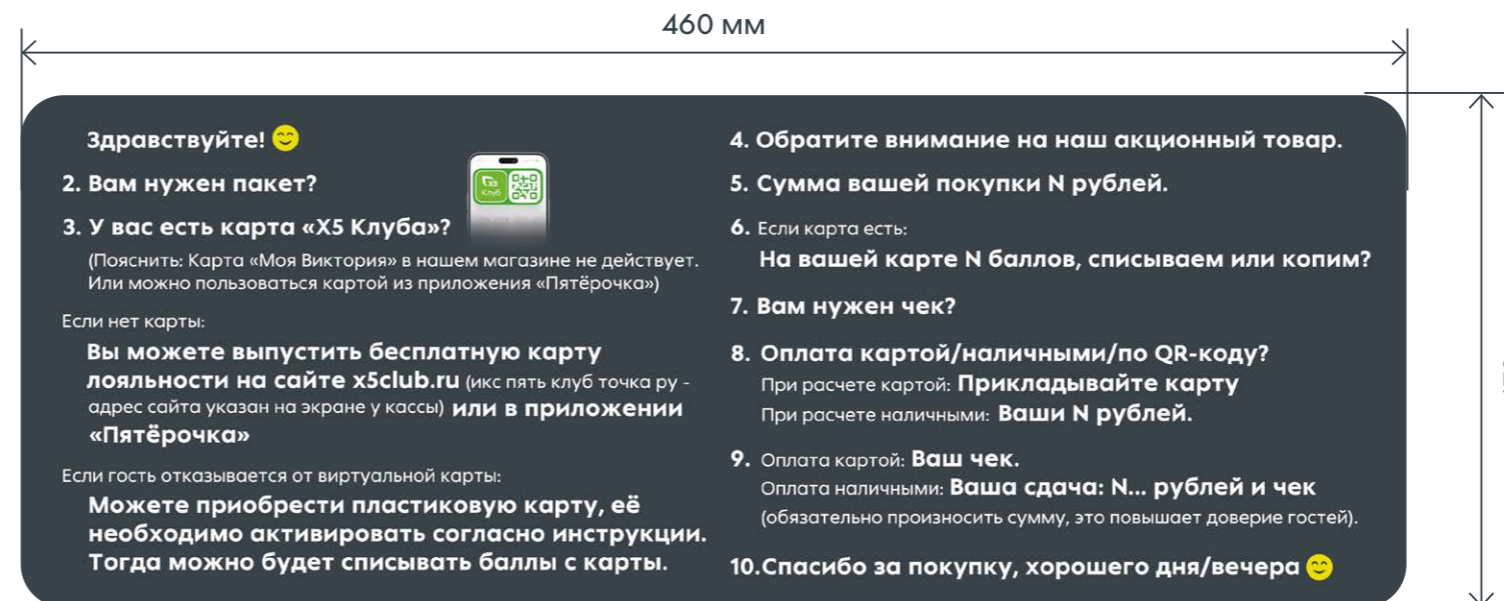 460 мм
Здравствуйте! 😊
2. Вам нужен пакет?
3. У вас есть карта «Х5 Клуба»?
(Пояснить: Карта «Моя Виктория» в нашем магазине не действует.
Или можно пользоваться картой из приложения «Пятёрочка»)
Если нет карты:
Вы можете выпустить бесплатную карту
лояльности на сайте x5club.ru (икс пять клуб точка ру -
адрес сайта указан на экране у кассы) или в приложении
«Пятёрочка»
Если гость отказывается от виртуальной карты:
Можете приобрести пластиковую карту, её
необходимо активировать согласно инструкции.
Тогда можно будет списывать баллы с карты.
Клуб
4. Обратите внимание на наш акционный товар.
5. Сумма вашей покупки N рублей.
6. Если карта есть:
На вашей карте N баллов, списываем или копим?
7. Вам нужен чек?
8. Оплата картой/наличными/по QR-коду?
При расчете картой: Прикладывайте карту
При расчете наличными: Ваши N рублей.
9. Оплата картой: Ваш чек.
Оплата наличными: Ваша сдача: N... рублей и чек
(обязательно произносить сумму, это повышает доверие гостей).
10.Спасибо за покупку, хорошего дня/вечера 😊